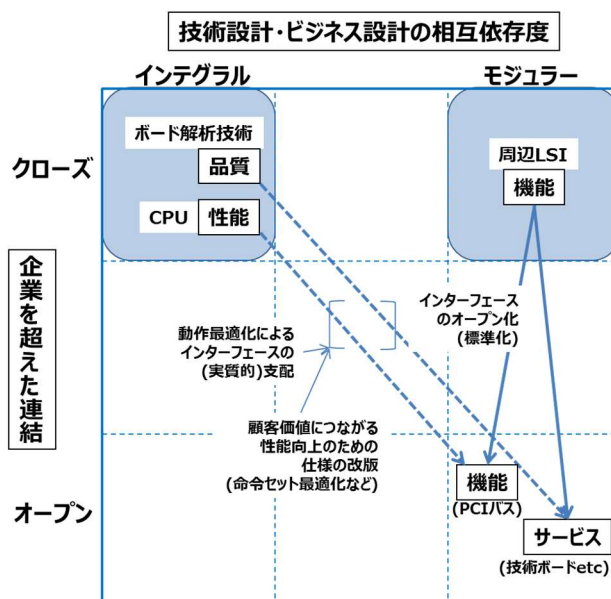 技術設計・ビジネス設計の相互依存度
インテグラル
モジュラー
クローズ
ボード解析技術
品質
CPU
性能
周辺LSI
機能
企業を超えた連結
動作最適化による
インターフェースの
(実質的)支配
インターフェース
のオープン化
(標準化)
顧客価値につながる
性能向上のための
仕様の改版
(命令セット最適化など)
オープン
機能
(PCIバス)
サービス
(技術ボードetc)